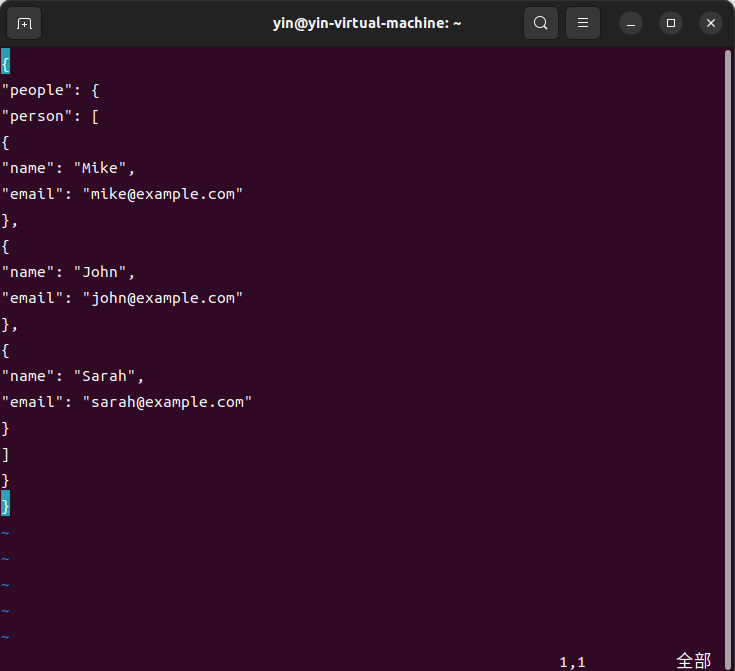 yin@yin-virtual-machine: ~
{
"people": {
"person": [
{
"name": "Mike",
"email": "mike@example.com"
},
{
"name": "John",
"email": "john@example.com"
},
{
"name": "Sarah",
"email": "sarah@example.com"
}
]
}
}
~
~
~
~
~
1,1 全部